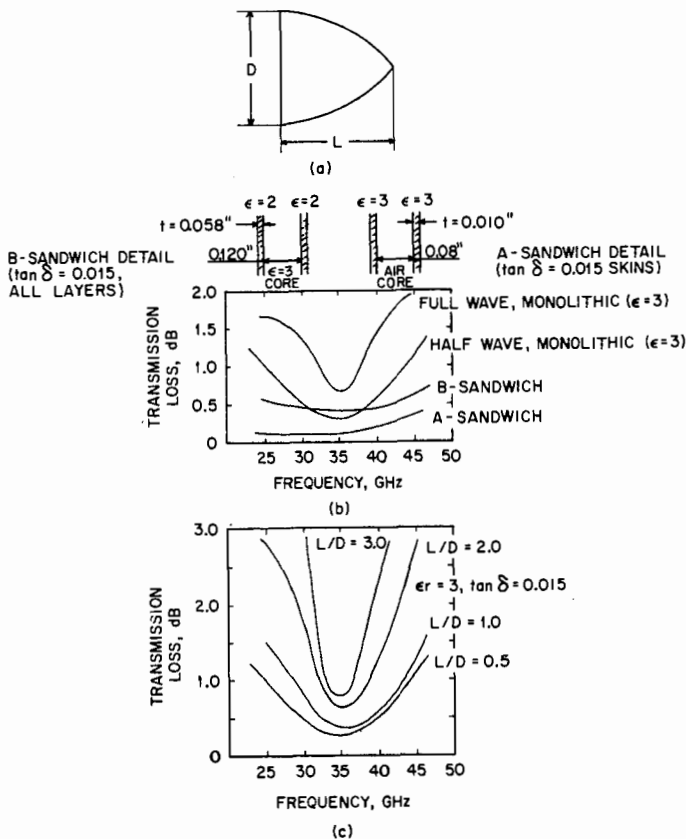 D
L
(a)
ϵ=2 ϵ=2 ϵ=3 ϵ=3
t=0.058" t=0.010"
B-SANDWICH DETAIL
(tan δ = 0.015,
ALL LAYERS)
0.120"
ϵ=3
CORE
AIR
CORE
0.08"
A-SANDWICH DETAIL
(tan δ = 0.015 SKINS)
TRANSMISSION
LOSS, dB
2.0
1.5
1.0
0.5
0
FULL WAVE, MONOLITHIC (ϵ=3)
HALF WAVE, MONOLITHIC (ϵ=3)
B-SANDWICH
A-SANDWICH
25 30 35 40 45 50
FREQUENCY, GHz
(b)
TRANSMISSION
LOSS, dB
3.0
2.0
1.0
0
L/D = 3.0
L/D = 2.0
ϵr = 3, tan δ = 0.015
L/D = 1.0
L/D = 0.5
25 30 35 40 45 50
FREQUENCY, GHz
(c)